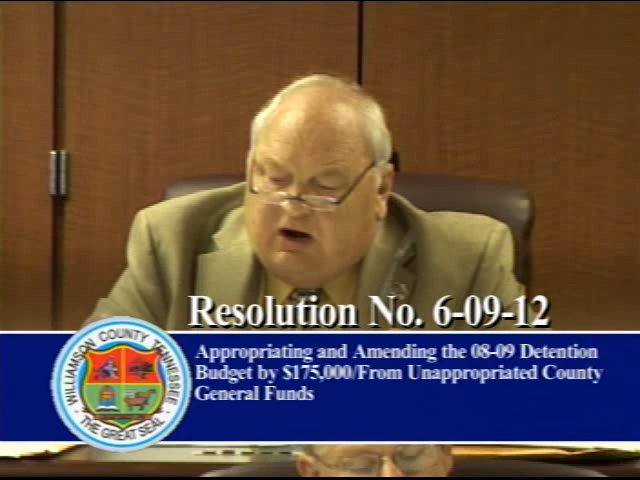 Resolution No. 6-09-12
Appropriating and Amending the 08-09 Detention
Budget by $175,000/From Unappropriated County
General Funds
WILLIAMSON COUNTY TENNESSEE
THE GREAT SEAL